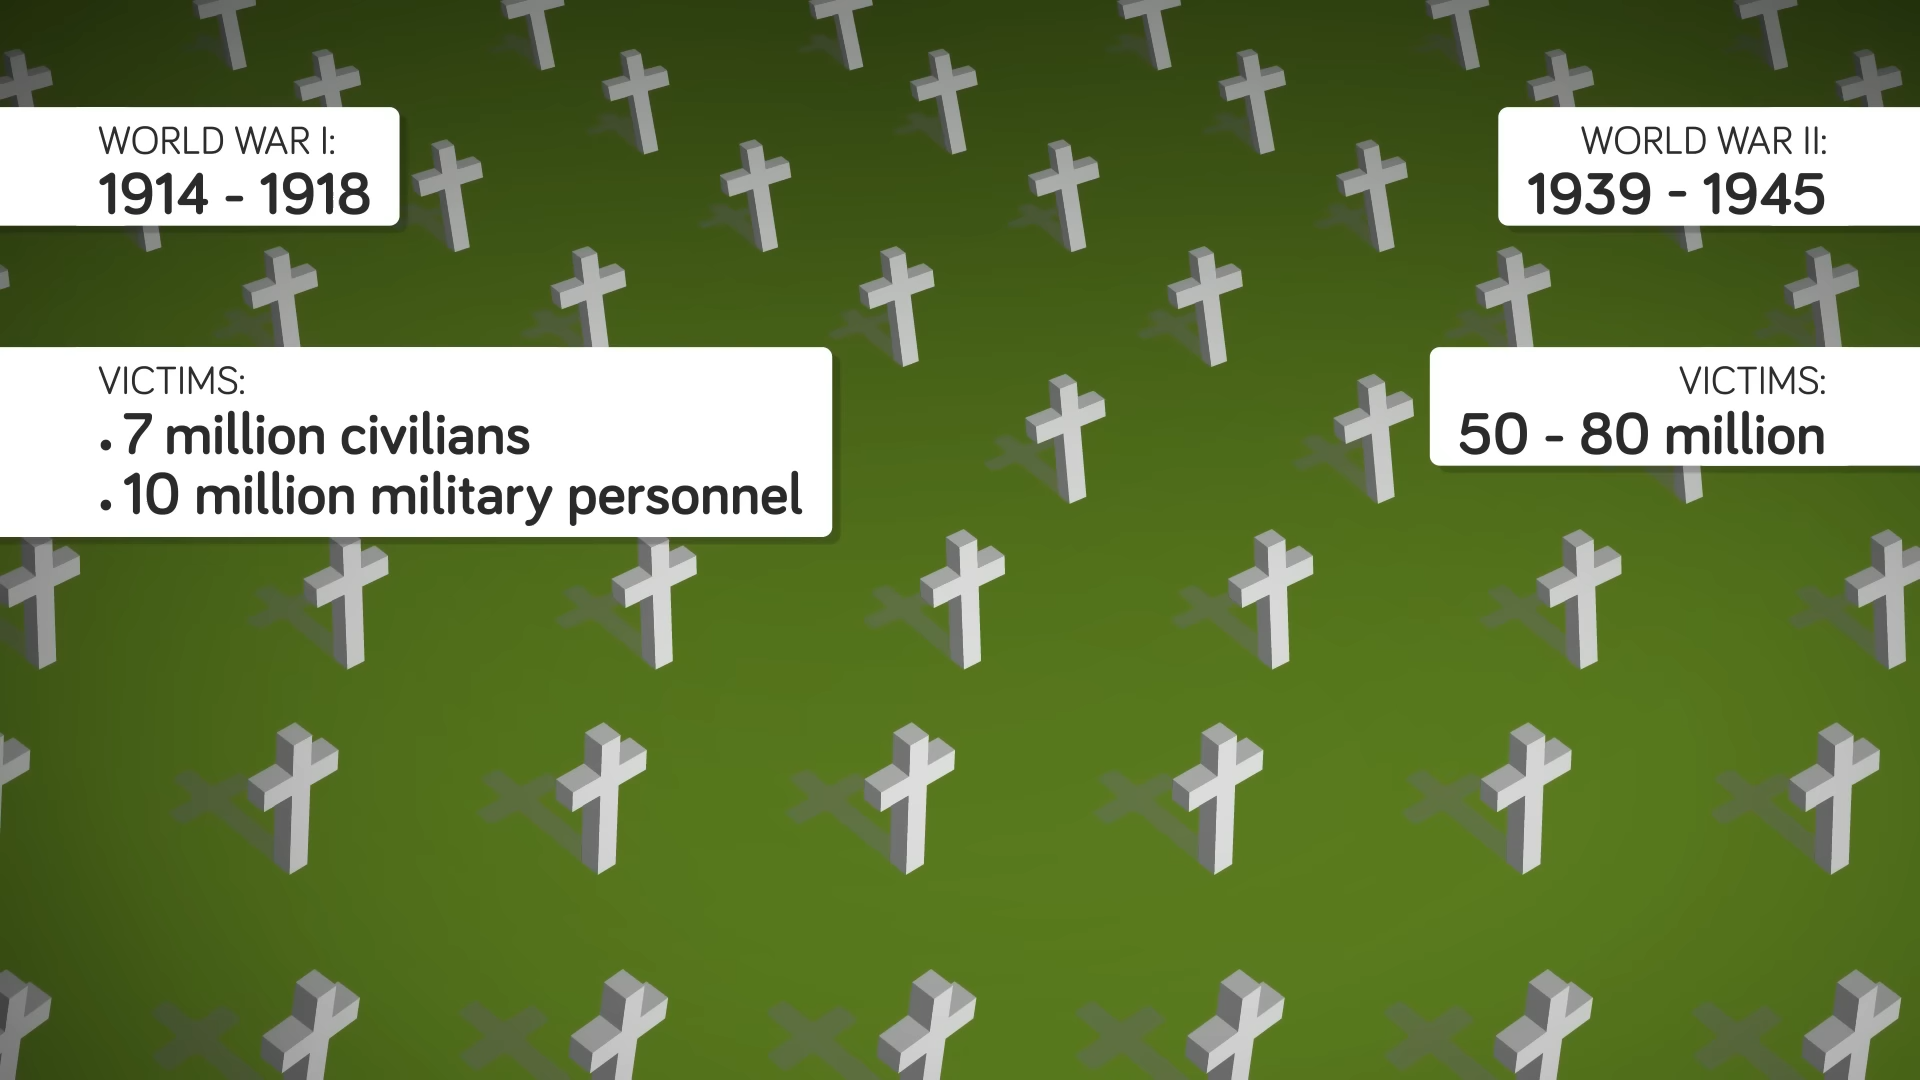 WORLD WAR I:
1914 - 1918
VICTIMS:
• 7 million civilians
• 10 million military personnel
WORLD WAR II:
1939 - 1945
VICTIMS:
50 - 80 million